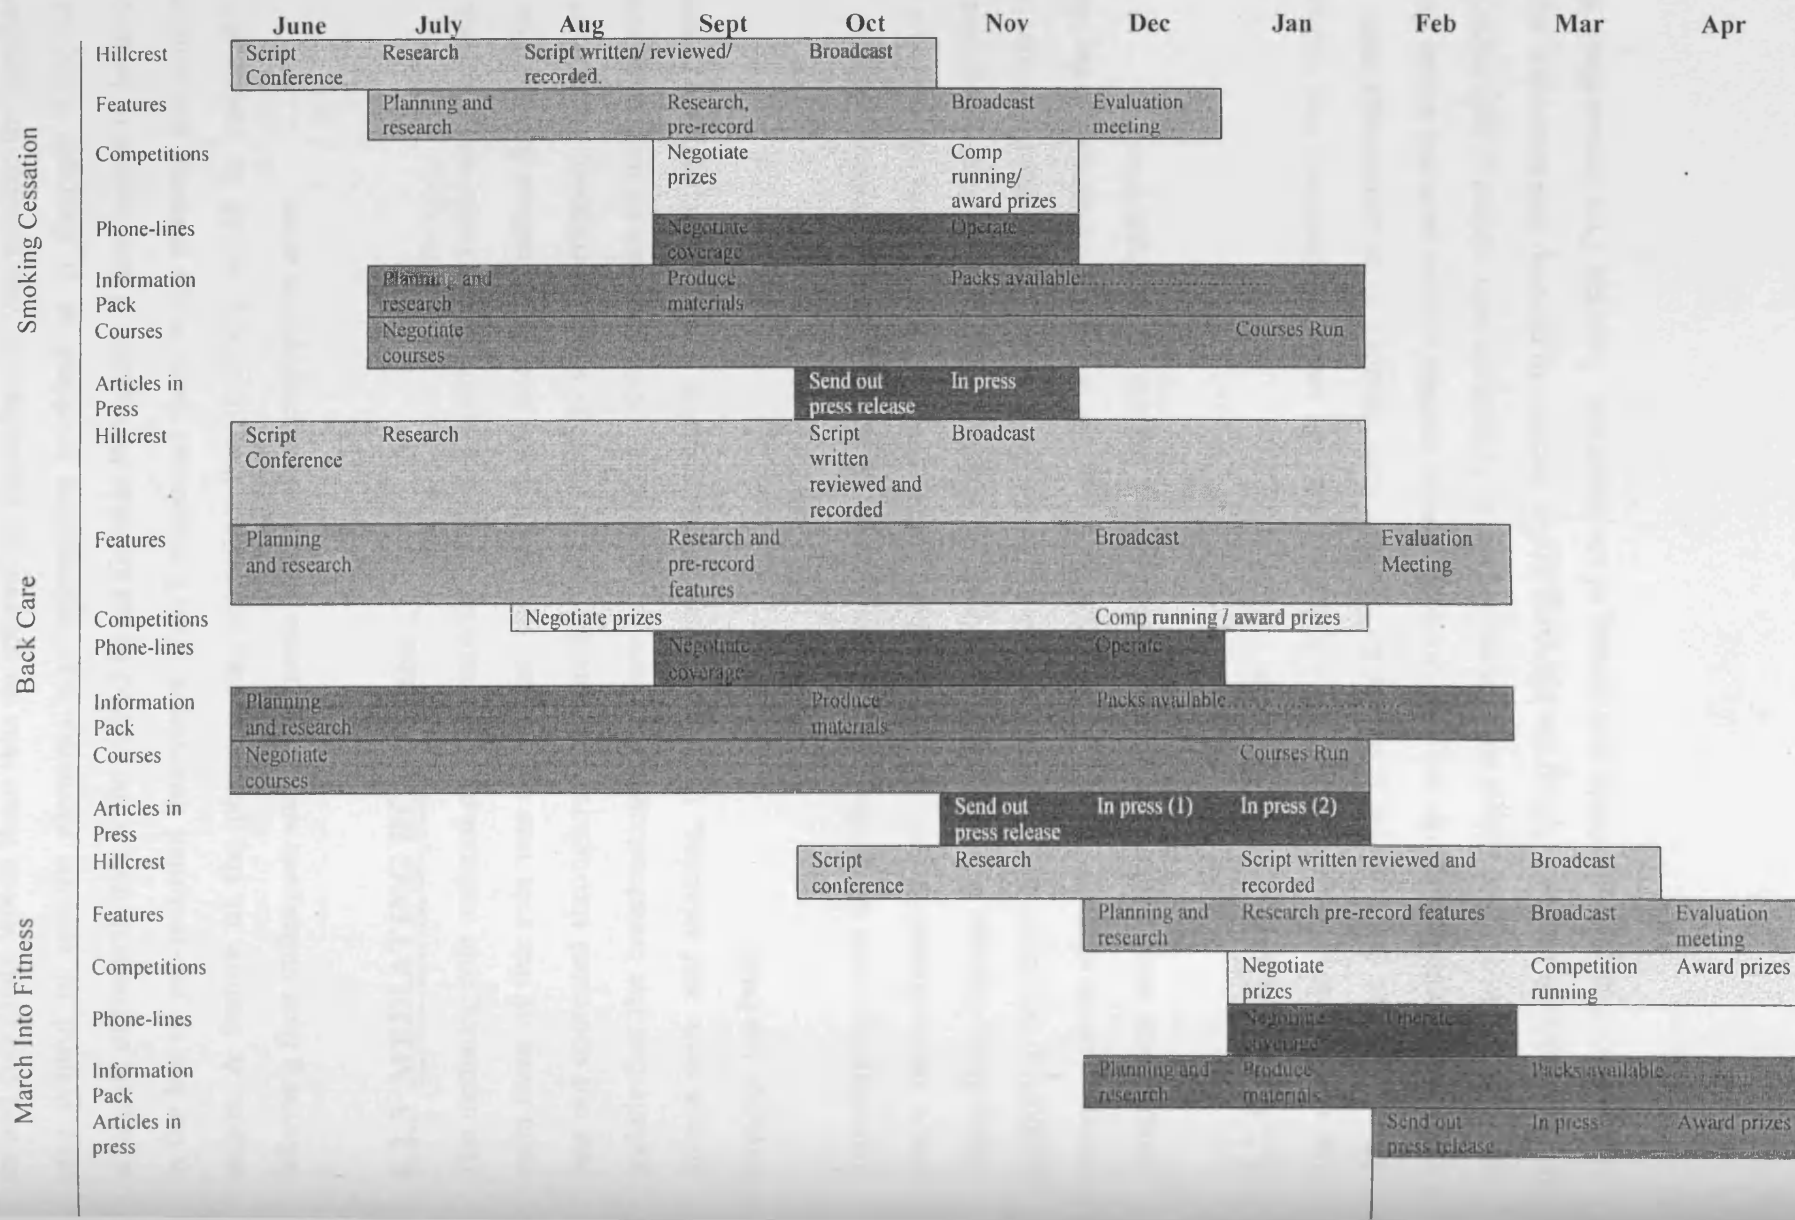 June July Aug Sept Oct Nov Dec Jan Feb Mar Apr
Smoking Cessation
Hillcrest Script Research Script written/ reviewed/ Broadcast
Conference recorded.
Features Planning and Research, Broadcast Evaluation
research pre-record meeting
Competitions Negotiate Comp
prizes running/
award prizes
Phone-lines Negotiate Operate
coverage
Information Planning and Produce Packs available
Pack research materials
Courses Negotiate Courses Run
courses
Articles in Send out In press
Press press release
Back Care
Hillcrest Script Research Script Broadcast
Conference written
reviewed and
recorded
Features Planning Research and Broadcast Evaluation
and research pre-record Meeting
features
Competitions Negotiate prizes Comp running / award prizes
Phone-lines Negotiate Operate
coverage
Information Planning Produce Packs available
Pack and research materials
Courses Negotiate Courses Run
courses
Articles in Send out In press (1) In press (2)
Press press release
March Into Fitness
Hillcrest Script Research Script written reviewed and Broadcast
conference recorded
Features Planning and Research pre-record features Broadcast Evaluation
research meeting
Competitions Negotiate Competition Award prizes
prizes running
Phone-lines Negotiate Operate
coverage
Information Planning and Produce Packs available
Pack research materials
Articles in Send out In press Award prizes
press press release